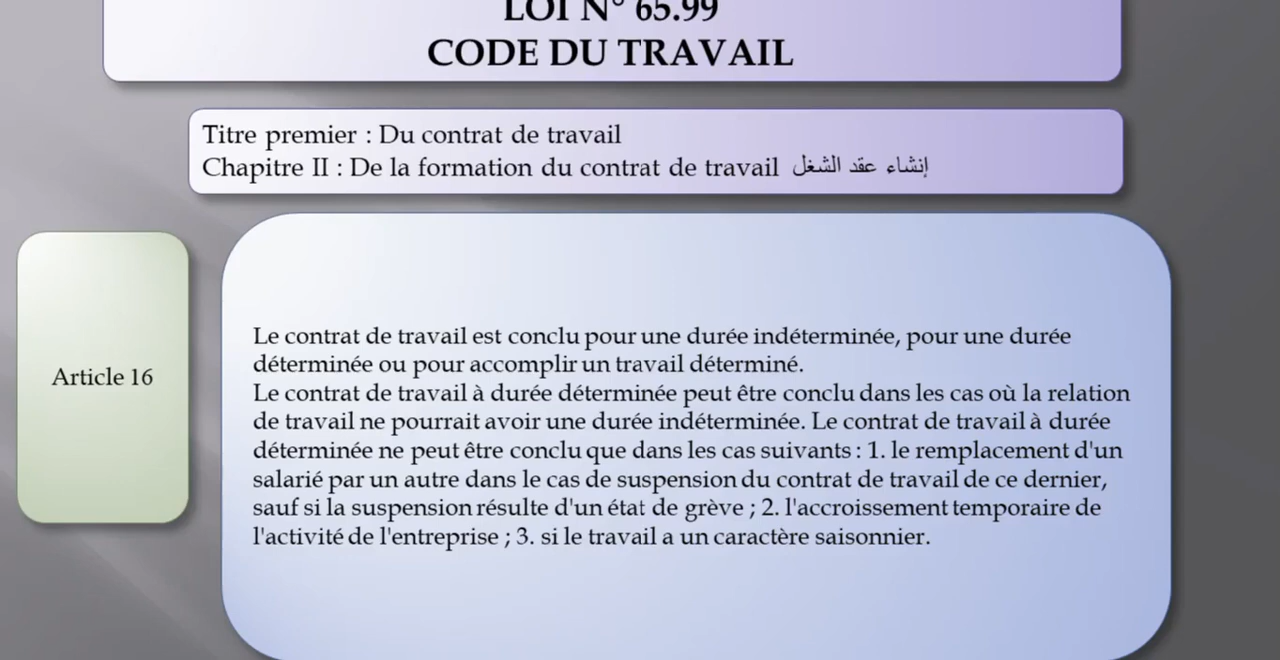 LOI N° 65.99
CODE DU TRAVAIL
Titre premier : Du contrat de travail
Chapitre II : De la formation du contrat de travail إنشاء عقد الشغل
Article 16
Le contrat de travail est conclu pour une durée indéterminée, pour une durée
déterminée ou pour accomplir un travail déterminé.
Le contrat de travail à durée déterminée peut être conclu dans les cas où la relation
de travail ne pourrait avoir une durée indéterminée. Le contrat de travail à durée
déterminée ne peut être conclu que dans les cas suivants : 1. le remplacement d'un
salarié par un autre dans le cas de suspension du contrat de travail de ce dernier,
sauf si la suspension résulte d'un état de grève ; 2. l'accroissement temporaire de
l'activité de l'entreprise ; 3. si le travail a un caractère saisonnier.